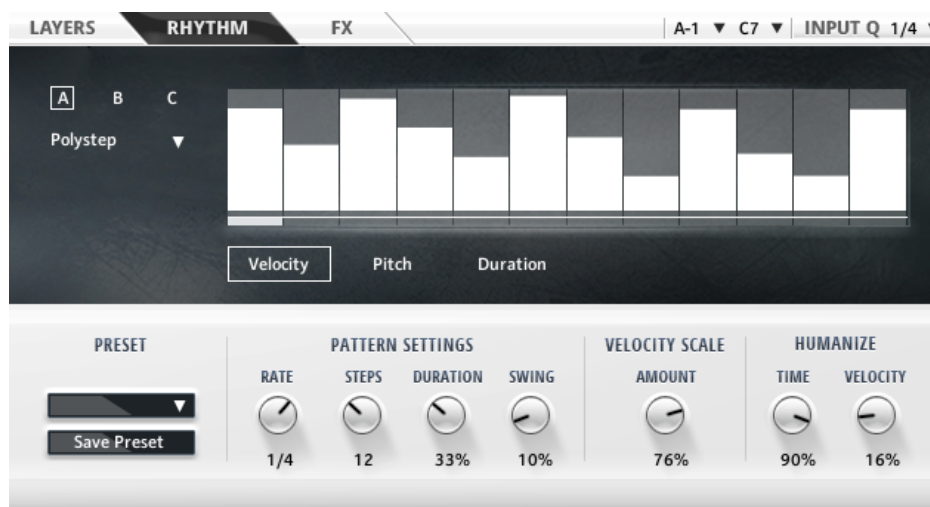 LAYERS RHYTHM FX A-1 ▼ C7 ▼ INPUT Q 1/4
A B C
Polystep ▼
Velocity Pitch Duration
PRESET PATTERN SETTINGS VELOCITY SCALE HUMANIZE
RATE STEPS DURATION SWING AMOUNT TIME VELOCITY
▼
Save Preset
1/4 12 33% 10% 76% 90% 16%